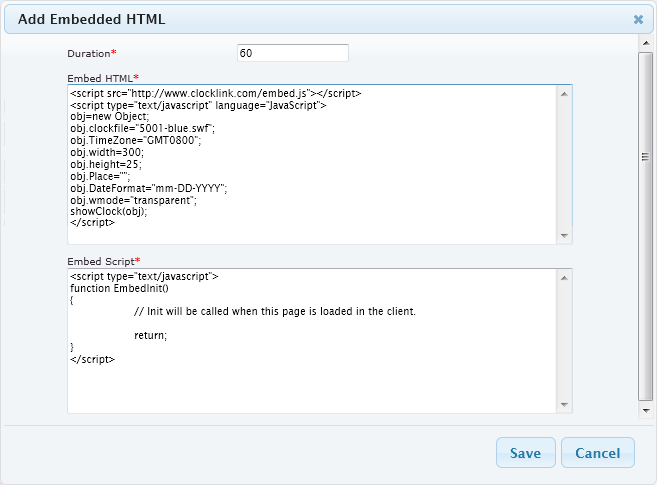 Add Embedded HTML
Duration*
60
Embed HTML*
<script src="http://www.clocklink.com/embed.js"></script>
<script type="text/javascript" language="JavaScript">
obj=new Object;
obj.clockfile="5001-blue.swf";
obj.TimeZone="GMT0800";
obj.width=300;
obj.height=25;
obj.Place="";
obj.DateFormat="mm-DD-YYYY";
obj.wmode="transparent";
showClock(obj);
</script>
Embed Script*
<script type="text/javascript">
function EmbedInit()
{
// Init will be called when this page is loaded in the client.
return;
}
</script>
Save Cancel